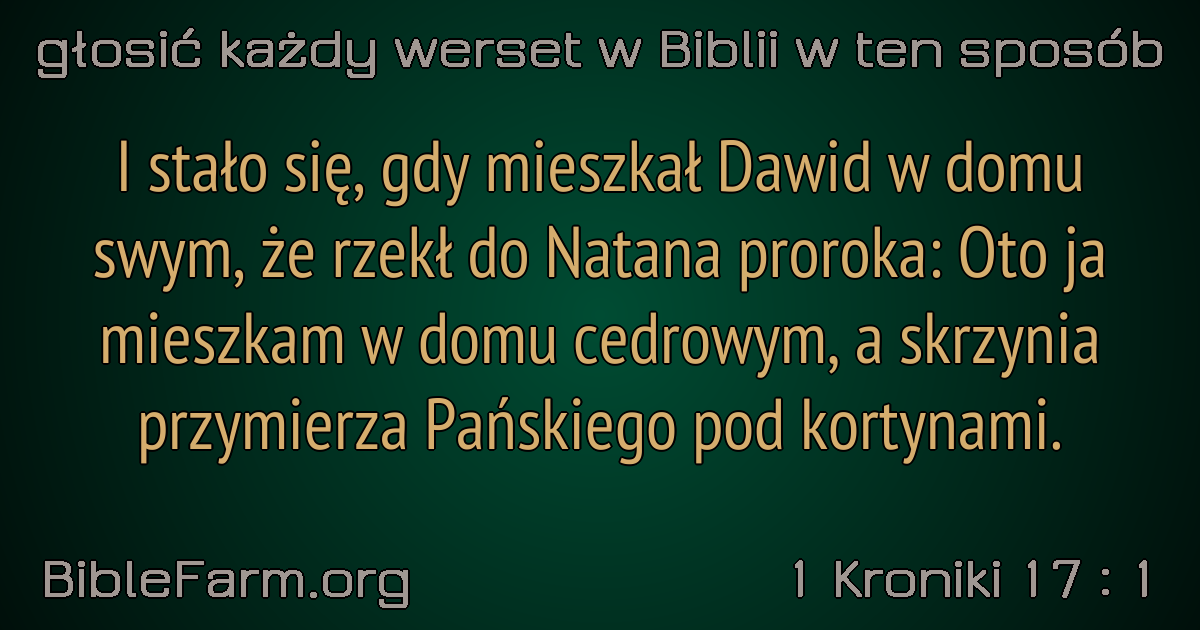 głosić każdy werset w Biblii w ten sposób
I stało się, gdy mieszkał Dawid w domu
swym, że rzekł do Natana proroka: Oto ja
mieszkam w domu cedrowym, a skrzynia
przymierza Pańskiego pod kortynami.
BibleFarm.org
1 Kroniki 17 : 1